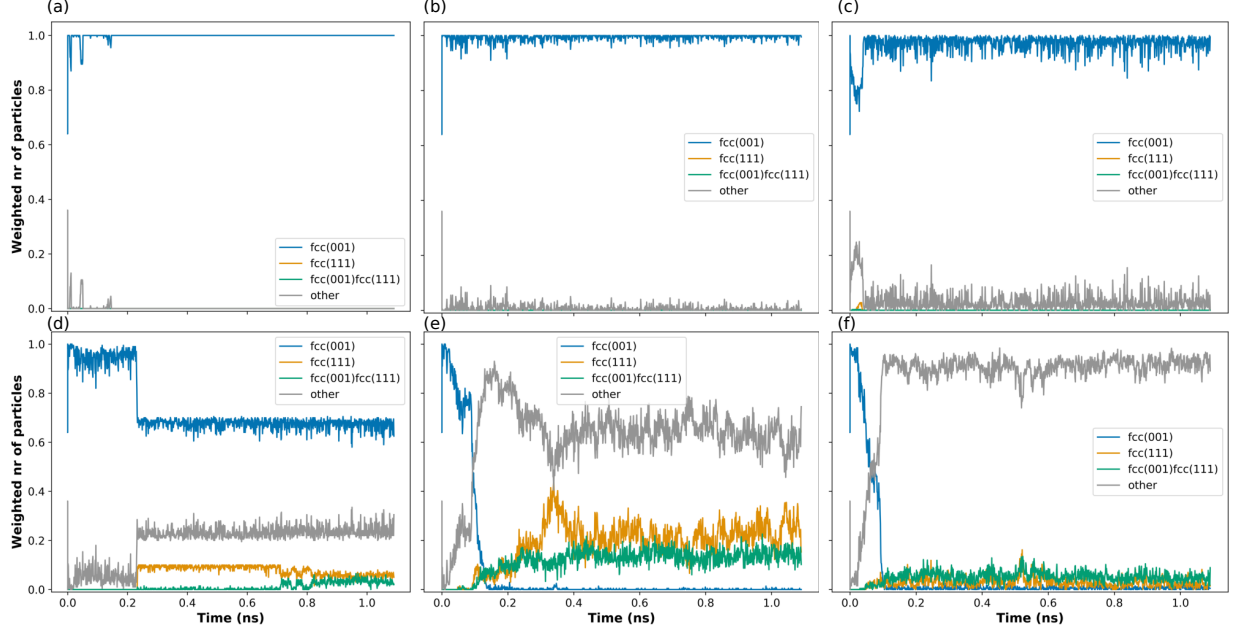 (a)
(b)
(c)
Weighted nr of particles
1.0
0.8
0.6
0.4
0.2
0.0
fcc(001)
fcc(111)
fcc(001)fcc(111)
other
fcc(001)
fcc(111)
fcc(001)fcc(111)
other
fcc(001)
fcc(111)
fcc(001)fcc(111)
other
(d)
(e)
(f)
Weighted nr of particles
1.0
0.8
0.6
0.4
0.2
0.0
fcc(001)
fcc(111)
fcc(001)fcc(111)
other
fcc(001)
fcc(111)
fcc(001)fcc(111)
other
fcc(001)
fcc(111)
fcc(001)fcc(111)
other
0.0 0.2 0.4 0.6 0.8 1.0
0.0 0.2 0.4 0.6 0.8 1.0
0.0 0.2 0.4 0.6 0.8 1.0
Time (ns)
Time (ns)
Time (ns)